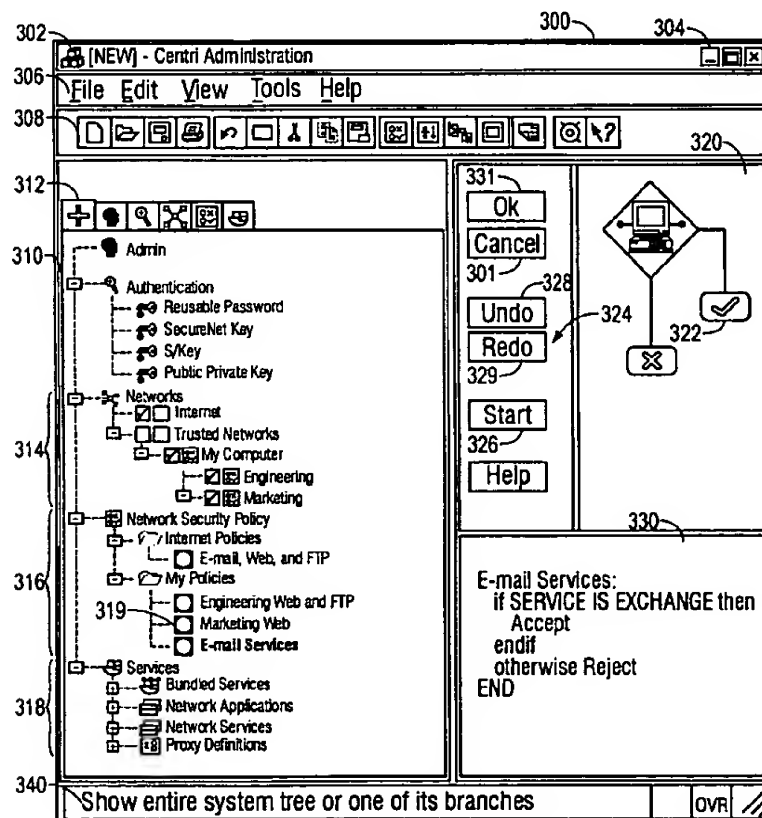 300
302
304
[NEW] - Centri Administration
306
File Edit View Tools Help
308
320
312
331
Ok
Cancel
301
328
310
Admin
Authentication
Reusable Password
SecureNet Key
S/Key
Public Private Key
Undo
324
Redo
329
322
Networks
Internet
Trusted Networks
My Computer
Engineering
Marketing
314
Start
326
Help
Network Security Policy
Internet Policies
E-mail, Web, and FTP
My Policies
Engineering Web and FTP
319
Marketing Web
E-mail Services
316
330
E-mail Services:
if SERVICE IS EXCHANGE then
Accept
endif
otherwise Reject
END
Services
Bundled Services
Network Applications
Network Services
Proxy Definitions
318
340
Show entire system tree or one of its branches
OVR